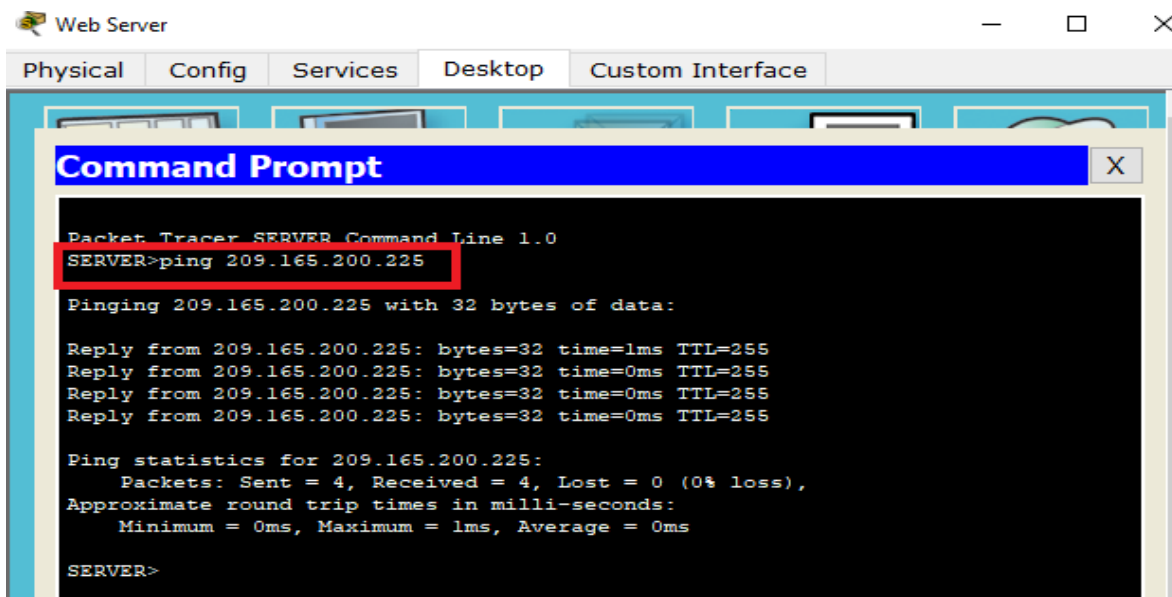 Web Server
Physical Config Services Desktop Custom Interface
Command Prompt X
Packet Tracer SERVER Command Line 1.0
SERVER>ping 209.165.200.225
Pinging 209.165.200.225 with 32 bytes of data:
Reply from 209.165.200.225: bytes=32 time=1ms TTL=255
Reply from 209.165.200.225: bytes=32 time=0ms TTL=255
Reply from 209.165.200.225: bytes=32 time=0ms TTL=255
Reply from 209.165.200.225: bytes=32 time=0ms TTL=255
Ping statistics for 209.165.200.225:
Packets: Sent = 4, Received = 4, Lost = 0 (0% loss),
Approximate round trip times in milli-seconds:
Minimum = 0ms, Maximum = 1ms, Average = 0ms
SERVER>